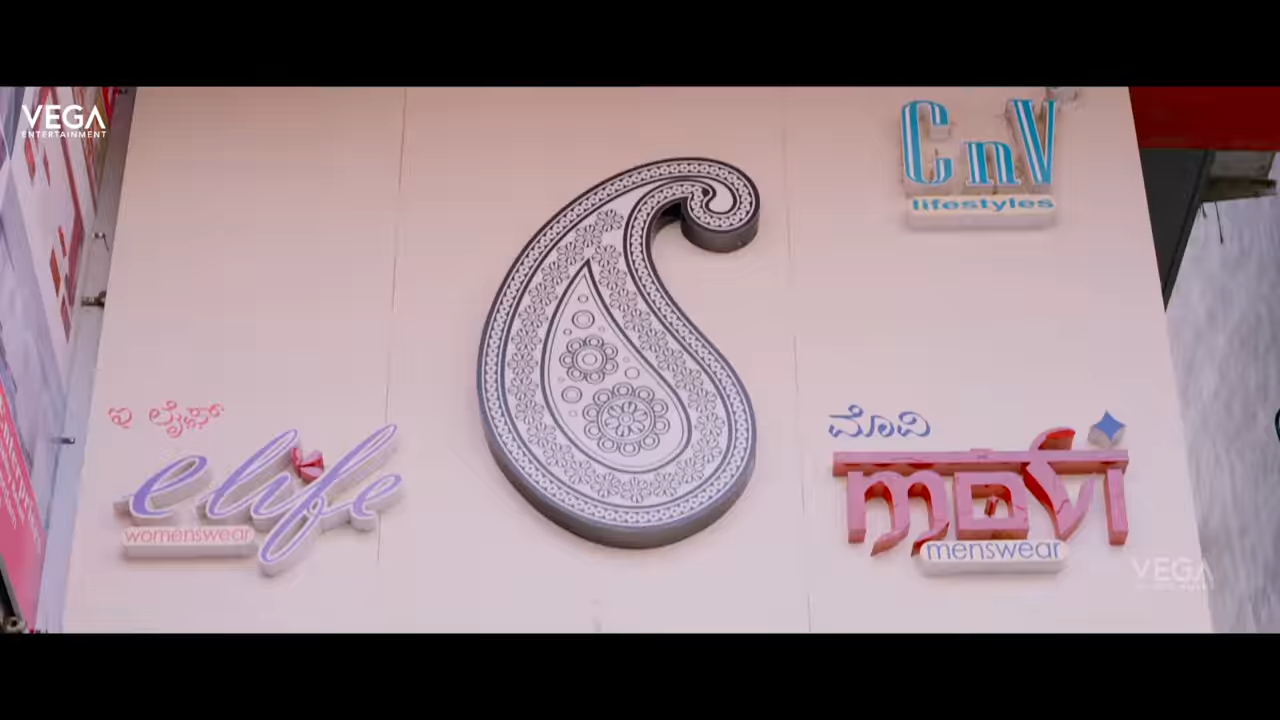 VEGA
ENTERTAINMENT
CnV
lifestyles
ಐ ಲೈಫ್
elife
womenswear
ಮೊವಿ
movi
menswear
VEGA